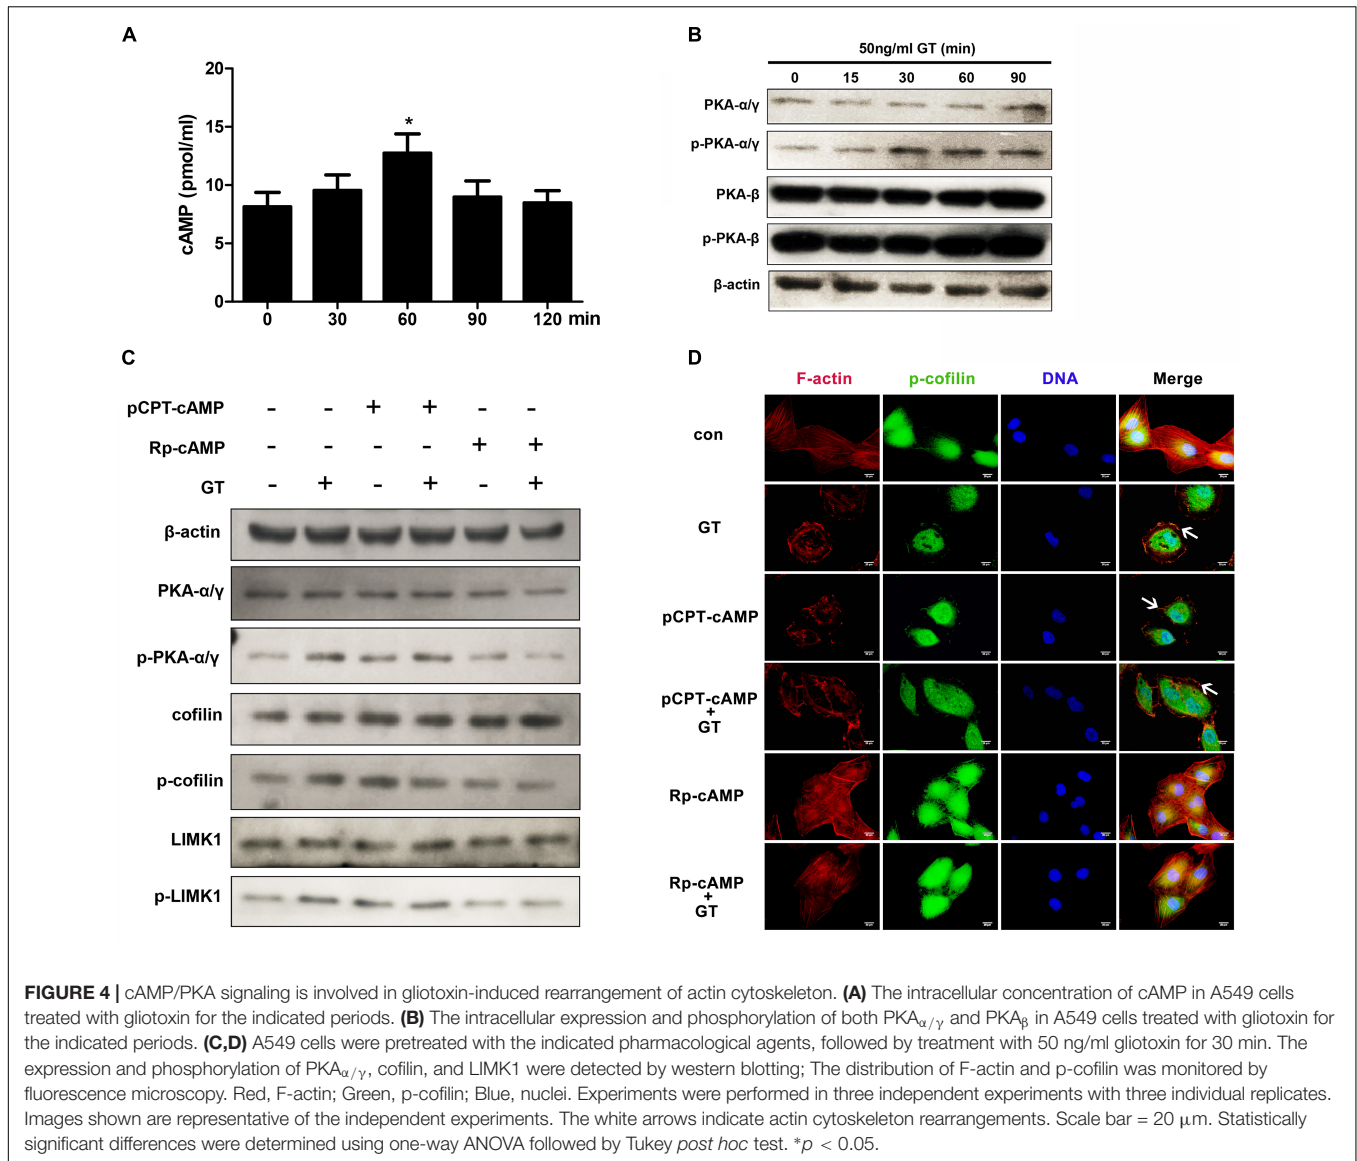 A
20
15
10
5
0
cAMP (pmol/ml)
*
0 30 60 90 120 min
B
50ng/ml GT (min)
0 15 30 60 90
PKA-α/γ
p-PKA-α/γ
PKA-β
p-PKA-β
β-actin
C
pCPT-cAMP - - + + - -
Rp-cAMP - - - - + +
GT - + - + - +
β-actin
PKA-α/γ
p-PKA-α/γ
cofilin
p-cofilin
LIMK1
p-LIMK1
D
F-actin p-cofilin DNA Merge
con
GT
pCPT-cAMP
pCPT-cAMP
+
GT
Rp-cAMP
Rp-cAMP
+
GT
FIGURE 4 | cAMP/PKA signaling is involved in gliotoxin-induced rearrangement of actin cytoskeleton. (A) The intracellular concentration of cAMP in A549 cells
treated with gliotoxin for the indicated periods. (B) The intracellular expression and phosphorylation of both PKAα/γ and PKAβ in A549 cells treated with gliotoxin for
the indicated periods. (C,D) A549 cells were pretreated with the indicated pharmacological agents, followed by treatment with 50 ng/ml gliotoxin for 30 min. The
expression and phosphorylation of PKAα/γ, cofilin, and LIMK1 were detected by western blotting; The distribution of F-actin and p-cofilin was monitored by
fluorescence microscopy. Red, F-actin; Green, p-cofilin; Blue, nuclei. Experiments were performed in three independent experiments with three individual replicates.
Images shown are representative of the independent experiments. The white arrows indicate actin cytoskeleton rearrangements. Scale bar = 20 μm. Statistically
significant differences were determined using one-way ANOVA followed by Tukey post hoc test. *p < 0.05.